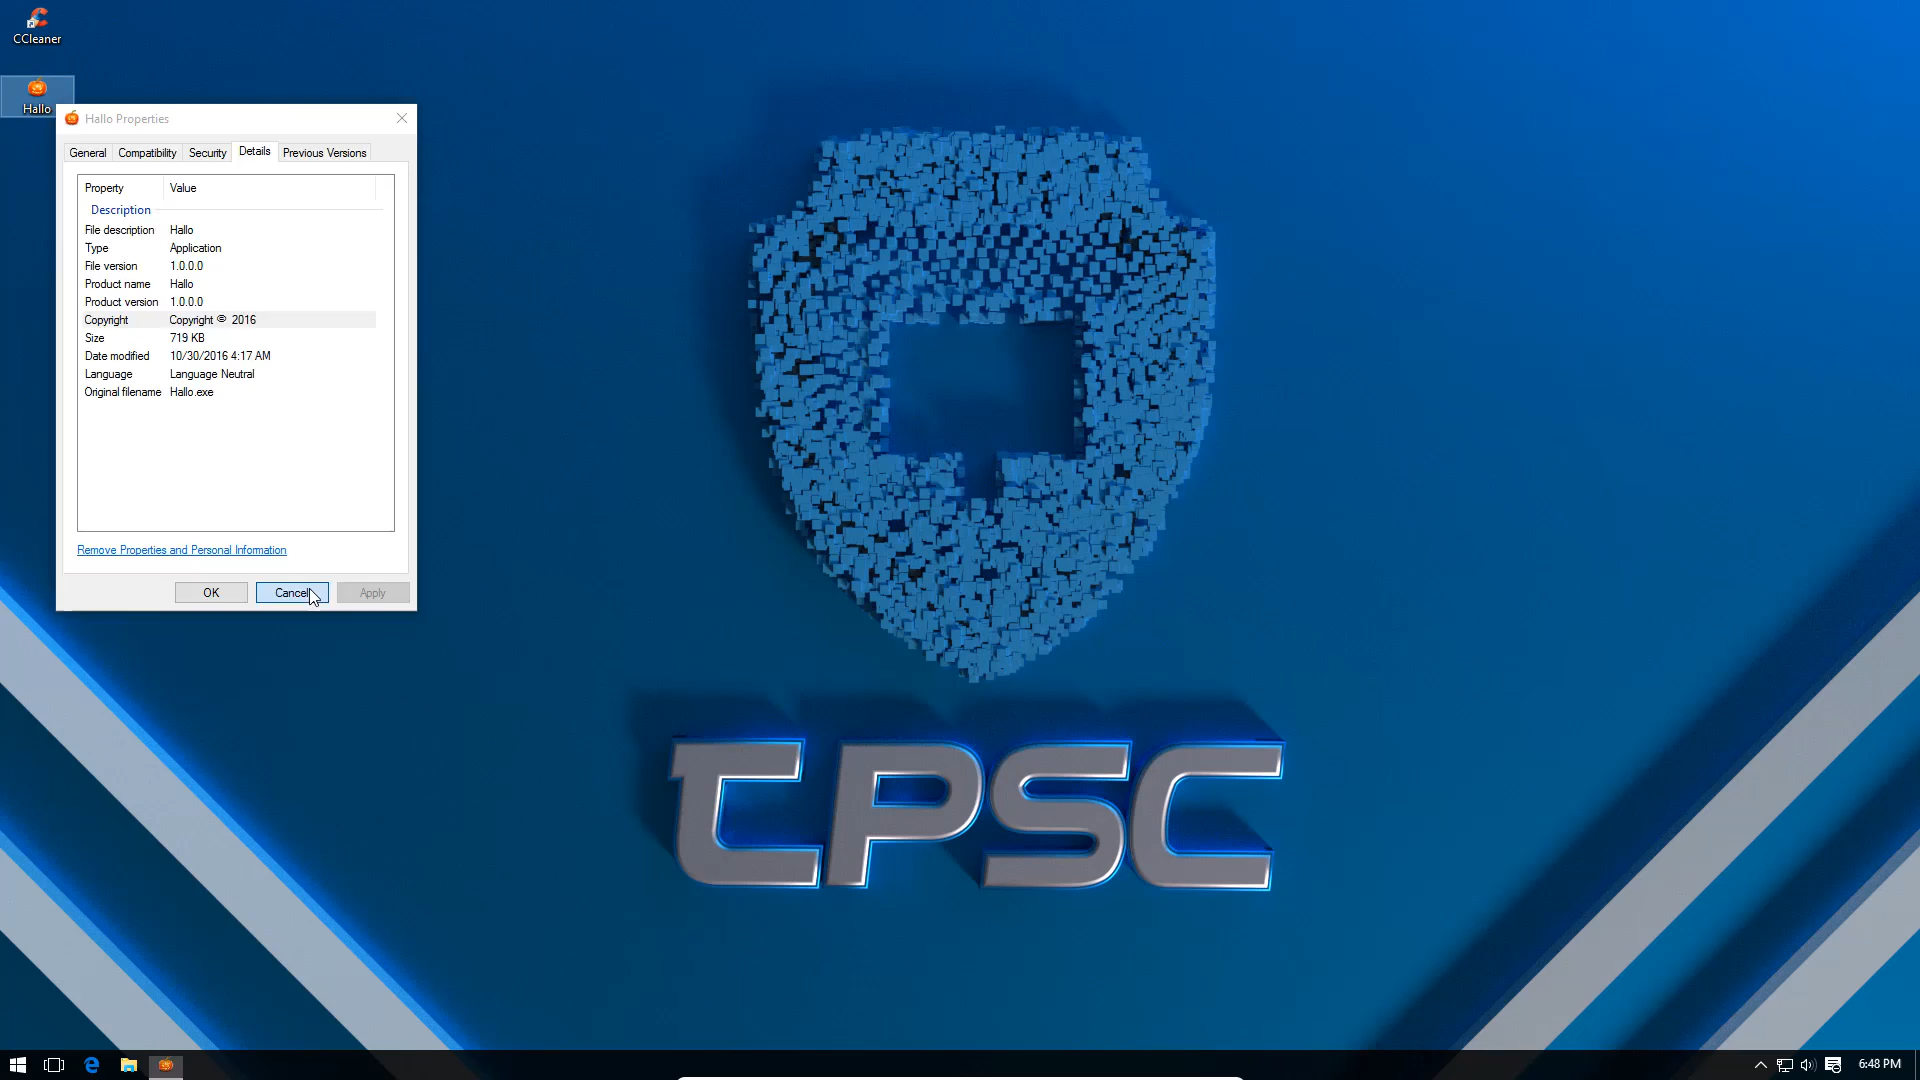 CCleaner
Hallo
Hallo Properties
General Compatibility Security Details Previous Versions
Property Value
Description
File description Hallo
Type Application
File version 1.0.0.0
Product name Hallo
Product version 1.0.0.0
Copyright Copyright © 2016
Size 719 KB
Date modified 10/30/2016 4:17 AM
Language Language Neutral
Original filename Hallo.exe
Remove Properties and Personal Information
OK Cancel Apply
TPSC
6:48 PM